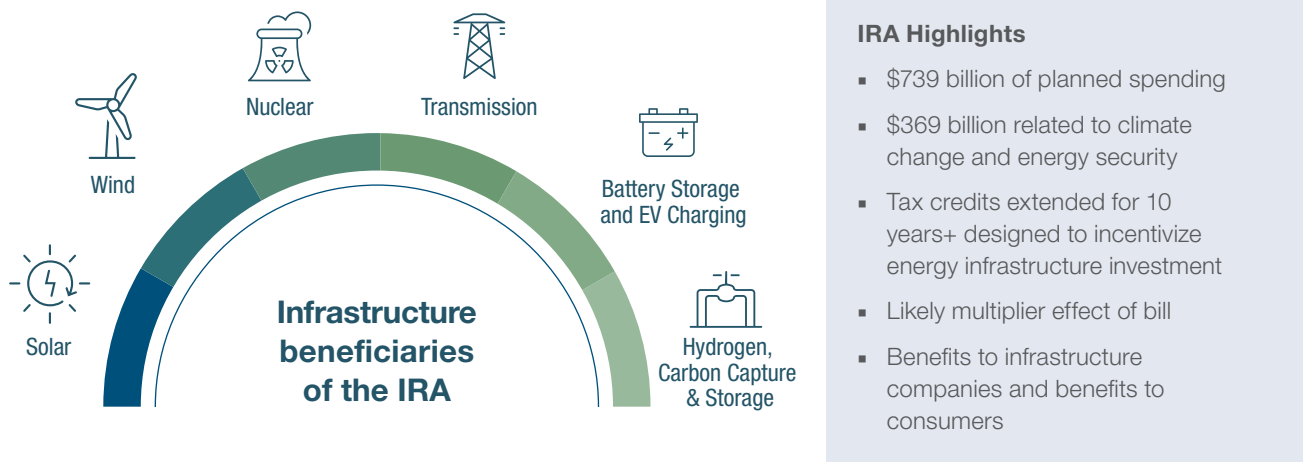 Nuclear
Transmission
Wind
Battery Storage
and EV Charging
Solar
Hydrogen,
Carbon Capture
& Storage
Infrastructure
beneficiaries
of the IRA
IRA Highlights
▪ $739 billion of planned spending
▪ $369 billion related to climate
change and energy security
▪ Tax credits extended for 10
years+ designed to incentivize
energy infrastructure investment
▪ Likely multiplier effect of bill
▪ Benefits to infrastructure
companies and benefits to
consumers